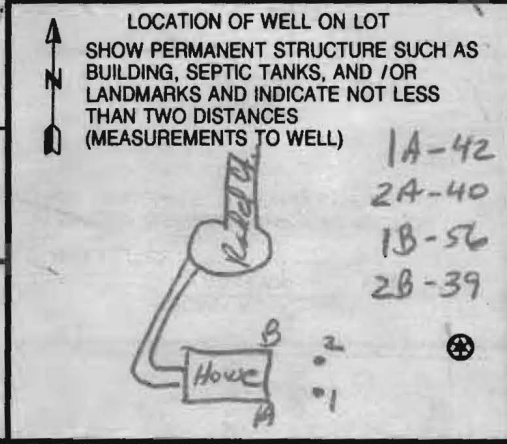 LOCATION OF WELL ON LOT
SHOW PERMANENT STRUCTURE SUCH AS
BUILDING, SEPTIC TANKS, AND /OR
LANDMARKS AND INDICATE NOT LESS
THAN TWO DISTANCES
(MEASUREMENTS TO WELL)
N
1A-42
2A-40
1B-56
2B-39
B
2
House
1
A